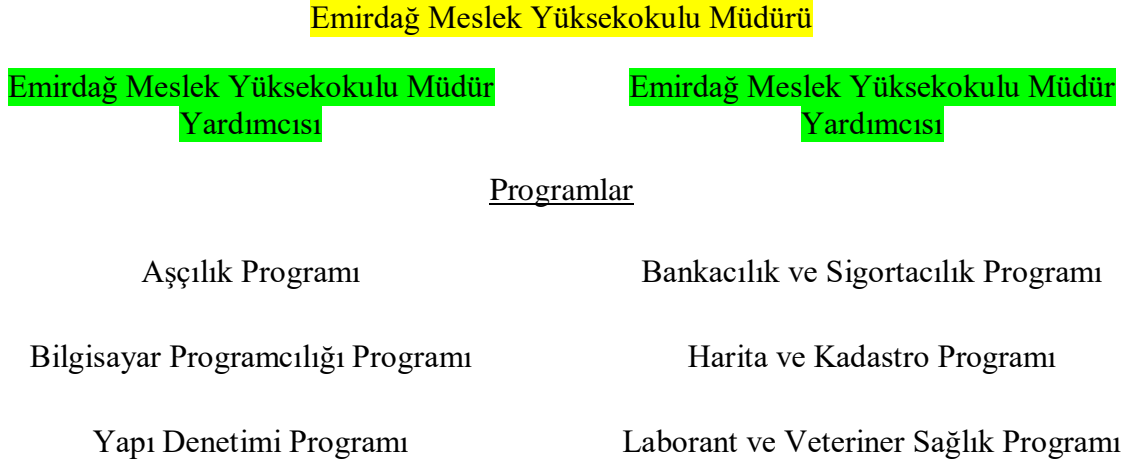 Emirdağ Meslek Yüksekokulu Müdürü
Emirdağ Meslek Yüksekokulu Müdür
Yardımcısı
Emirdağ Meslek Yüksekokulu Müdür
Yardımcısı
Programlar
Aşçılık Programı
Bankacılık ve Sigortacılık Programı
Bilgisayar Programcılığı Programı
Harita ve Kadastro Programı
Yapı Denetimi Programı
Laborant ve Veteriner Sağlık Programı